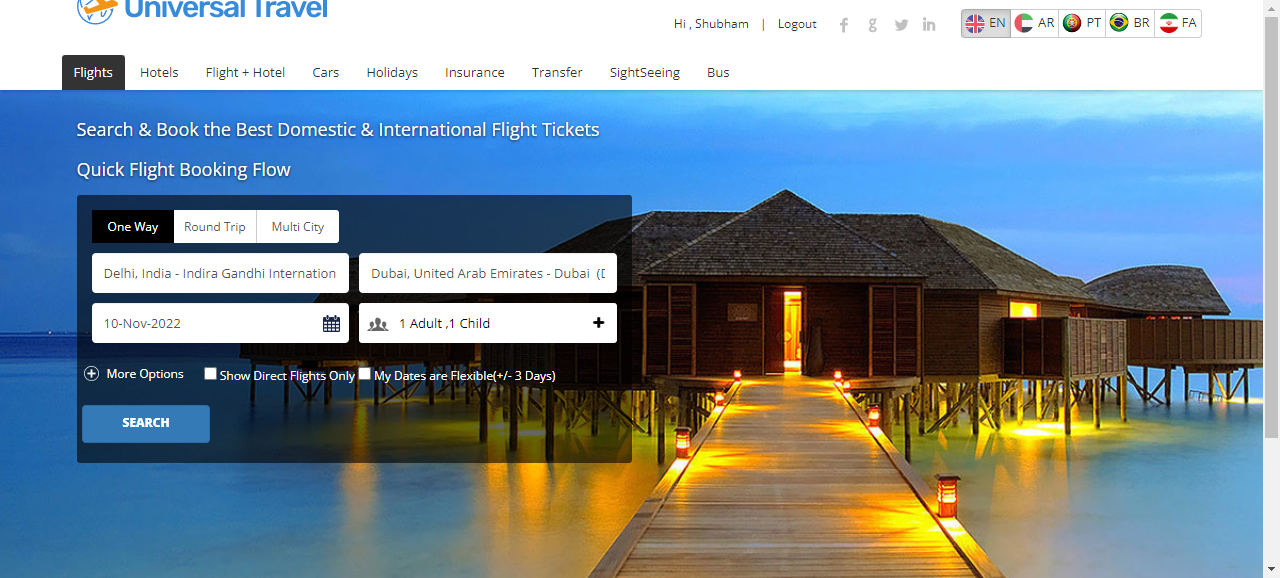 Universal Travel
Hi , Shubham | Logout
EN AR PT BR FA
Flights Hotels Flight + Hotel Cars Holidays Insurance Transfer SightSeeing Bus
Search & Book the Best Domestic & International Flight Tickets
Quick Flight Booking Flow
One Way Round Trip Multi City
Delhi, India - Indira Gandhi Internation Dubai, United Arab Emirates - Dubai (D
10-Nov-2022 1 Adult ,1 Child
More Options Show Direct Flights Only My Dates are Flexible(+/- 3 Days)
SEARCH